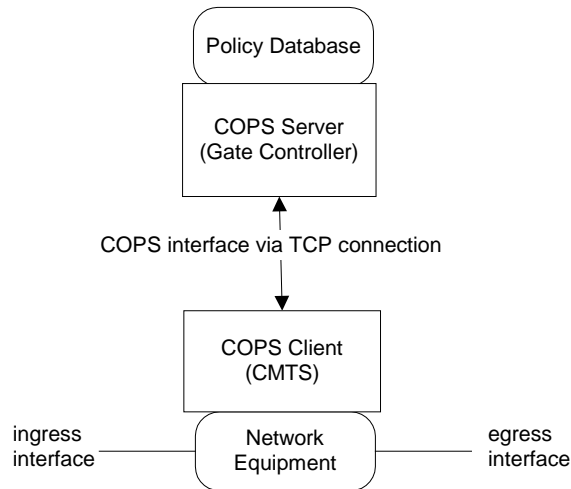 Policy Database
COPS Server
(Gate Controller)
COPS interface via TCP connection
COPS Client
(CMTS)
ingress
interface
Network
Equipment
egress
interface